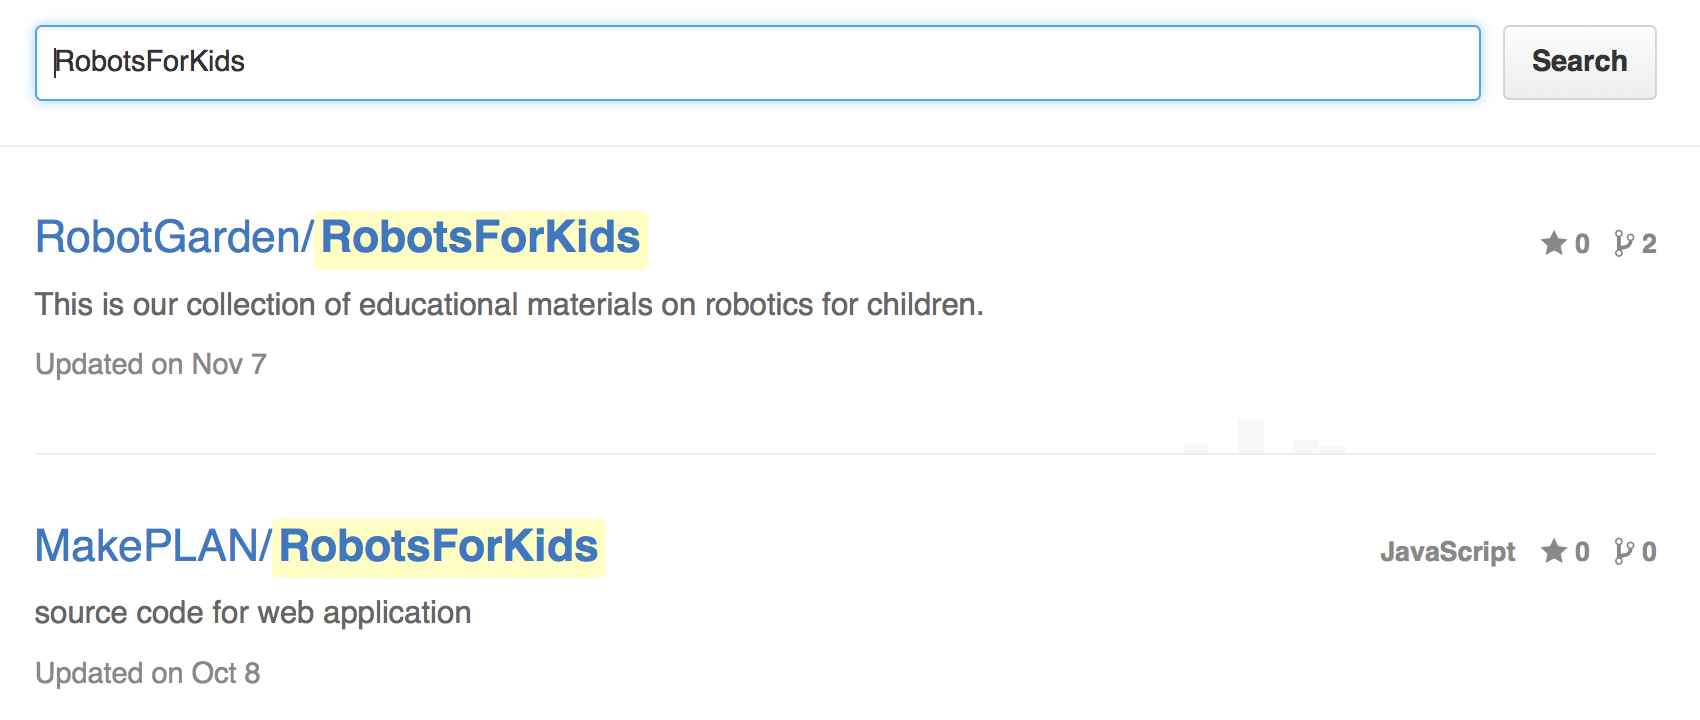 RobotsForKids
Search
RobotGarden/RobotsForKids
0 2
This is our collection of educational materials on robotics for children.
Updated on Nov 7
MakePLAN/RobotsForKids
JavaScript 0 0
source code for web application
Updated on Oct 8